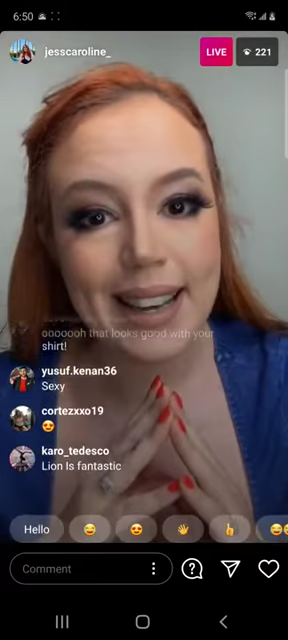 6:50
jesscaroline_
LIVE
221
ooooooh that looks good with your
shirt!
yusuf.kenan36
Sexy
cortezxxo19
😍
karo_tedesco
Lion Is fantastic
Hello 😂 😍 👋 👍 😂
Comment